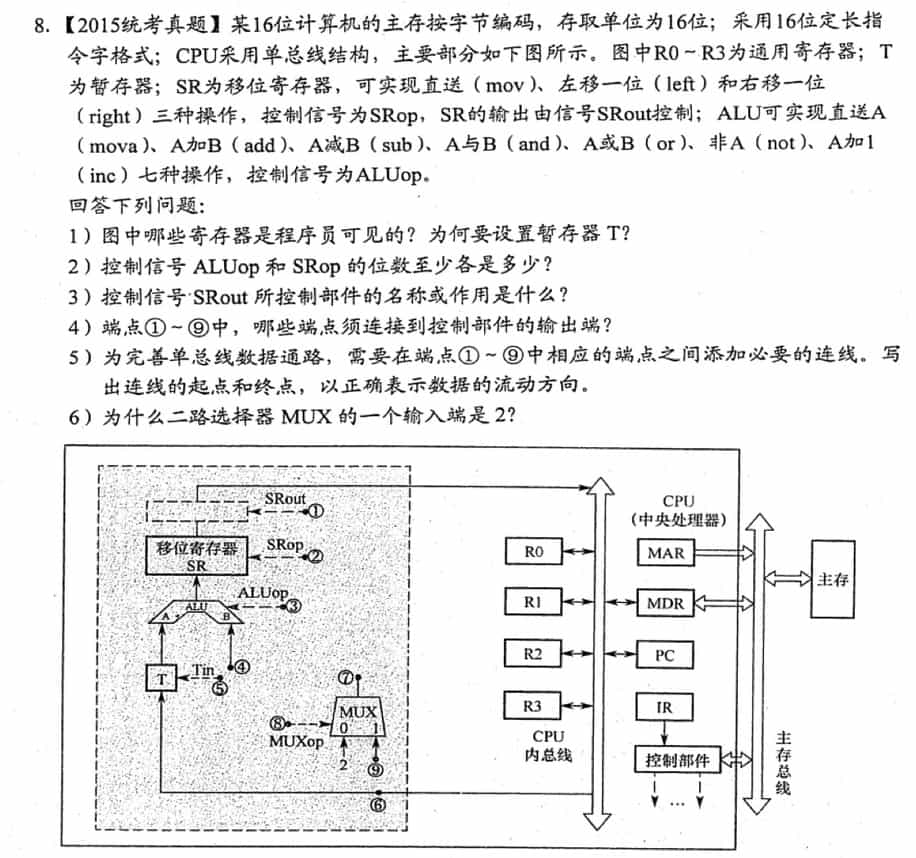 8. 【2015统考真题】某16位计算机的主存按字节编码，存取单位为16位；采用16位定长指
令字格式；CPU采用单总线结构，主要部分如下图所示。图中R0～R3为通用寄存器；T
为暂存器；SR为移位寄存器，可实现直送（mov）、左移一位（left）和右移一位
（right）三种操作，控制信号为SRop，SR的输出由信号SRout控制；ALU可实现直送A
（mova）、A加B（add）、A减B（sub）、A与B（and）、A或B（or）、非A（not）、A加1
（inc）七种操作，控制信号为ALUop。
回答下列问题：
1）图中哪些寄存器是程序员可见的？为何要设置暂存器 T？
2）控制信号 ALUop 和 SRop 的位数至少各是多少？
3）控制信号 SRout 所控制部件的名称或作用是什么？
4）端点①～⑨中，哪些端点须连接到控制部件的输出端？
5）为完善单总线数据通路，需要在端点①～⑨中相应的端点之间添加必要的连线。写
出连线的起点和终点，以正确表示数据的流动方向。
6）为什么二路选择器 MUX 的一个输入端是 2？
SRout
①
移位寄存器
SR
SRop
②
ALUop
③
ALU
A
B
④
T
Tin
⑤
⑦
MUX
0 1
⑧
MUXop
2
⑨
⑥
R0
R1
R2
R3
CPU
内总线
CPU
（中央处理器）
MAR
MDR
PC
IR
控制部件
…
主存总线
主存